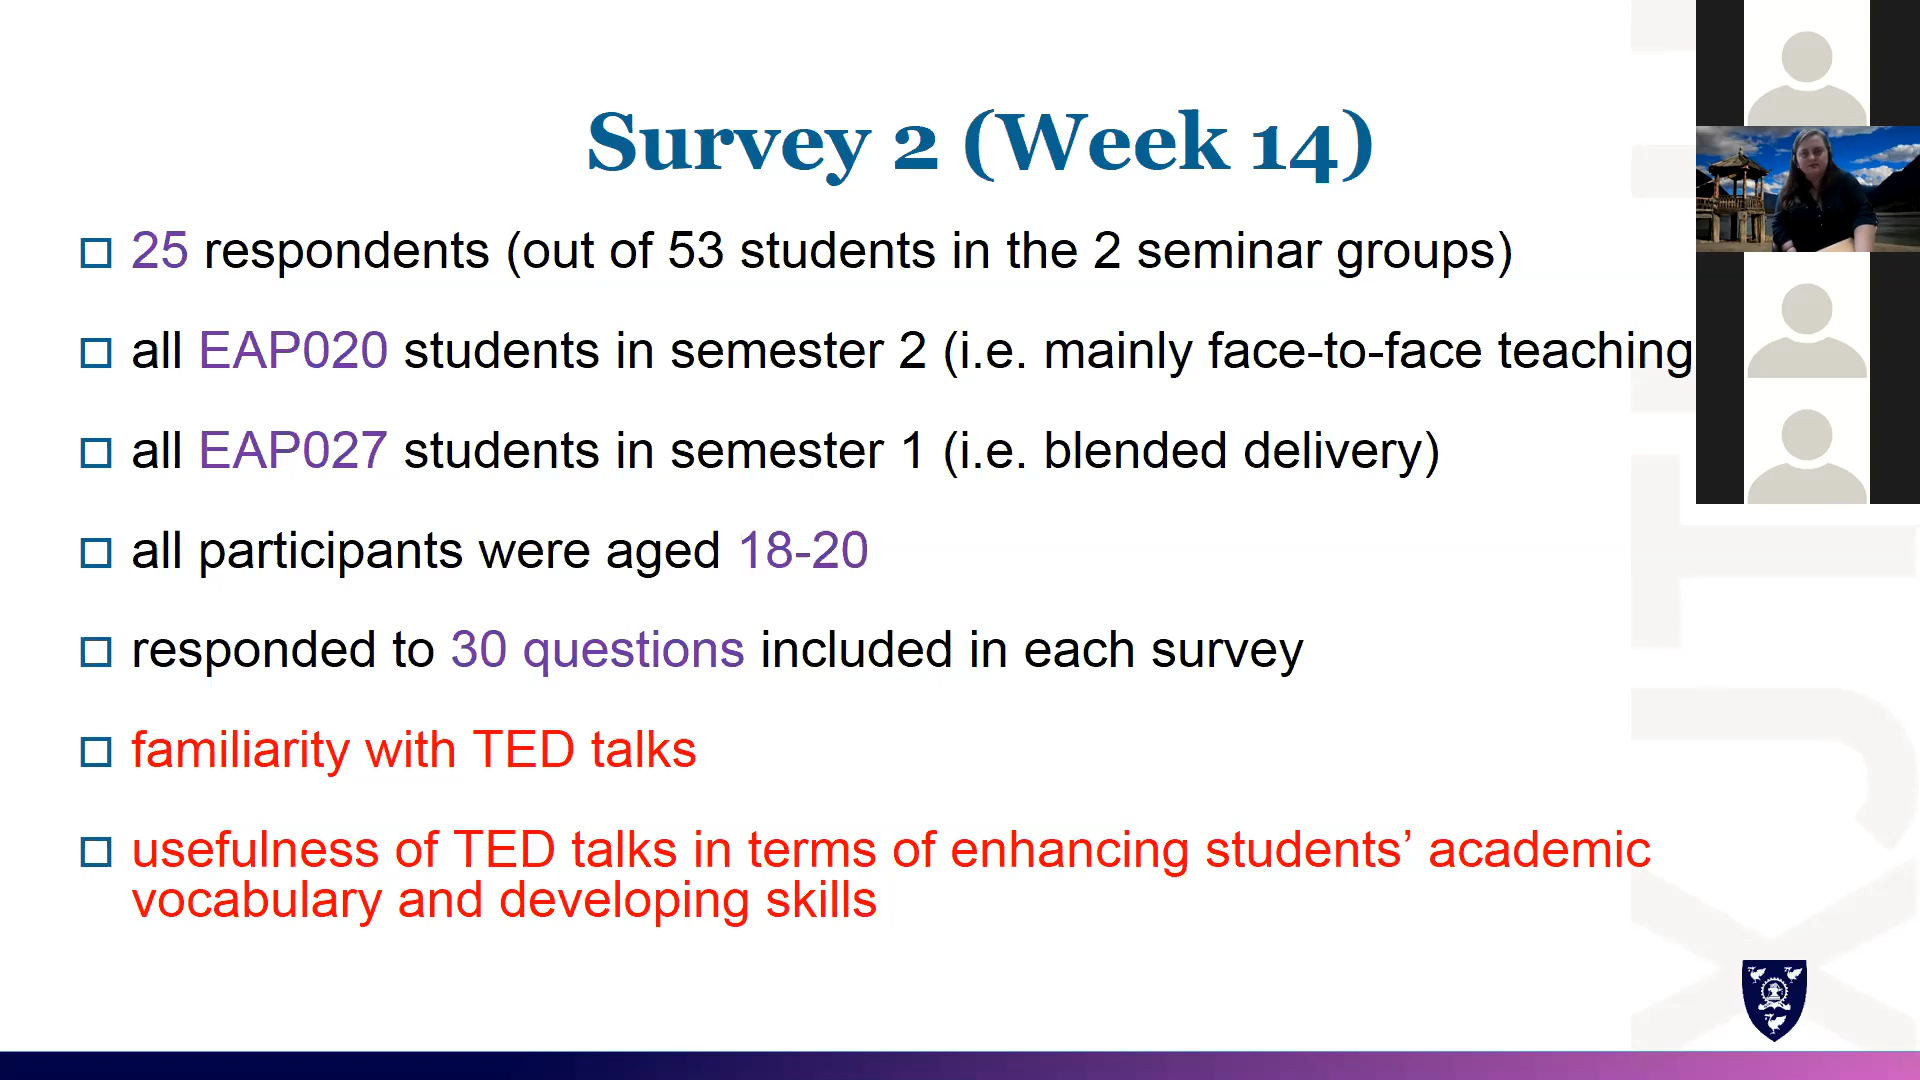 Survey 2 (Week 14)
25 respondents (out of 53 students in the 2 seminar groups)
all EAP020 students in semester 2 (i.e. mainly face-to-face teaching
all EAP027 students in semester 1 (i.e. blended delivery)
all participants were aged 18-20
responded to 30 questions included in each survey
familiarity with TED talks
usefulness of TED talks in terms of enhancing students’ academic
vocabulary and developing skills